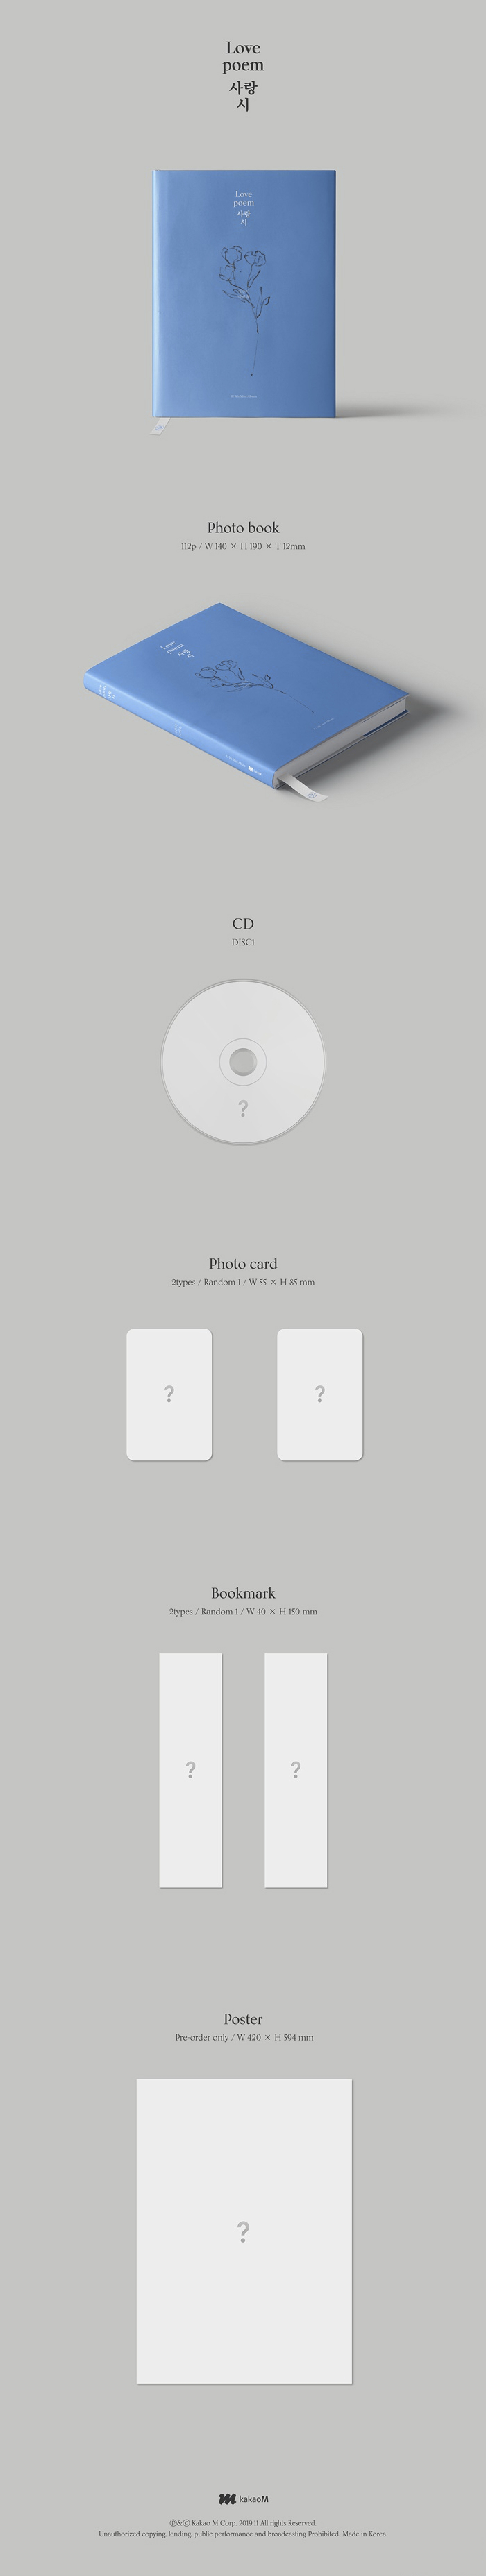 Love
poem
사랑
시
Love
poem
사랑
시
Photo book
112p / W 140 × H 190 × T 12mm
Love
poem
사랑
시
CD
DISC1
?
Photo card
2types / Random 1 / W 55 × H 85 mm
?
?
Bookmark
2types / Random 1 / W 40 × H 150 mm
?
?
Poster
Pre-order only / W 420 × H 594 mm
?
kakaoM
Ⓟ&ⓒ Kakao M Corp. 2019.11 All rights Reserved.
Unauthorized copying, lending, public performance and broadcasting Prohibited. Made in Korea.